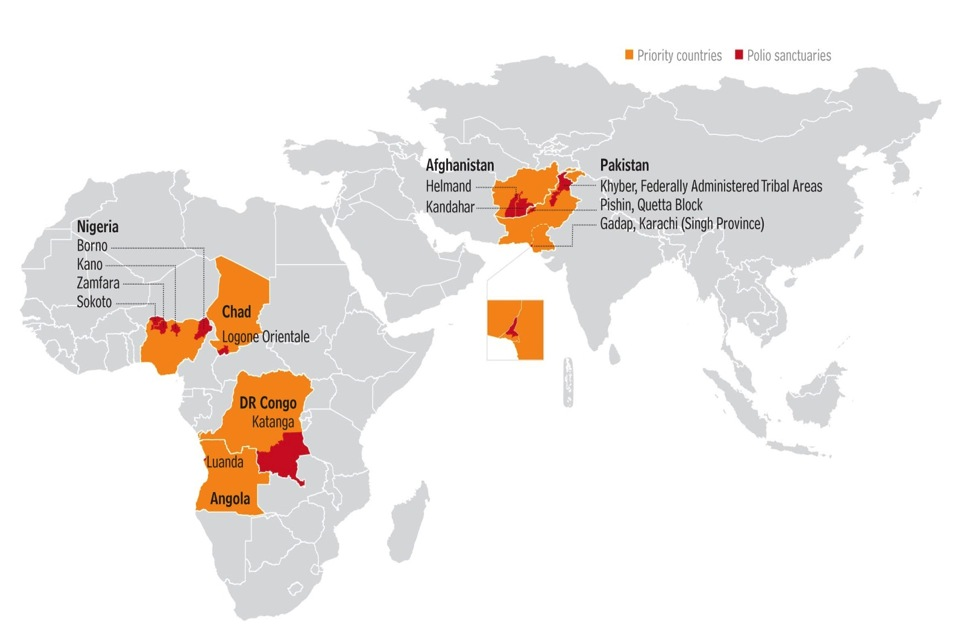 Priority countries
Polio sanctuaries
Afghanistan
Helmand
Kandahar
Pakistan
Khyber, Federally Administered Tribal Areas
Pishin, Quetta Block
Gadap, Karachi (Singh Province)
Nigeria
Borno
Kano
Zamfara
Sokoto
Chad
Logone Orientale
DR Congo
Katanga
Luanda
Angola